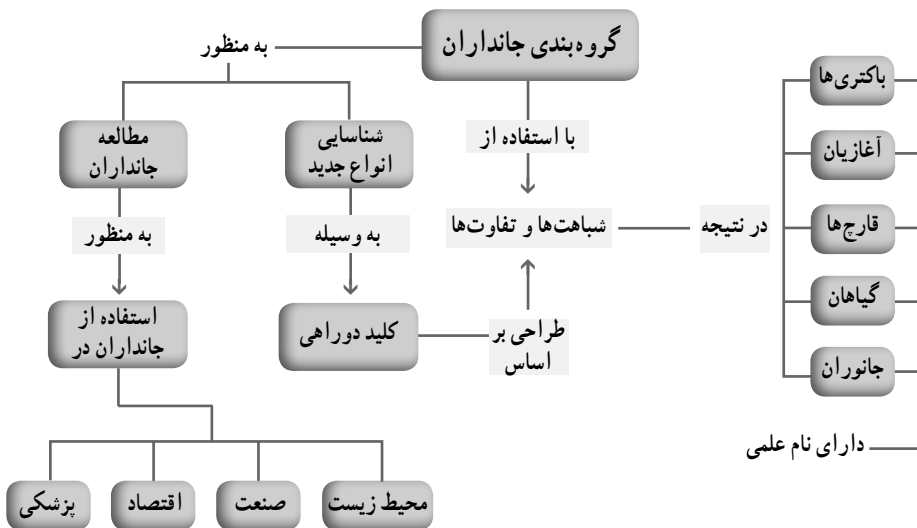 گروه‌بندی جانداران
به منظور
مطالعه
جانداران
شناسایی
انواع جدید
با استفاده از
به منظور
به وسیله
شباهت‌ها و تفاوت‌ها
در نتیجه
استفاده از
جانداران در
کلید دوراهی
طراحی بر
اساس
باکتری‌ها
آغازیان
قارچ‌ها
گیاهان
جانوران
دارای نام علمی
محیط زیست
صنعت
اقتصاد
پزشکی